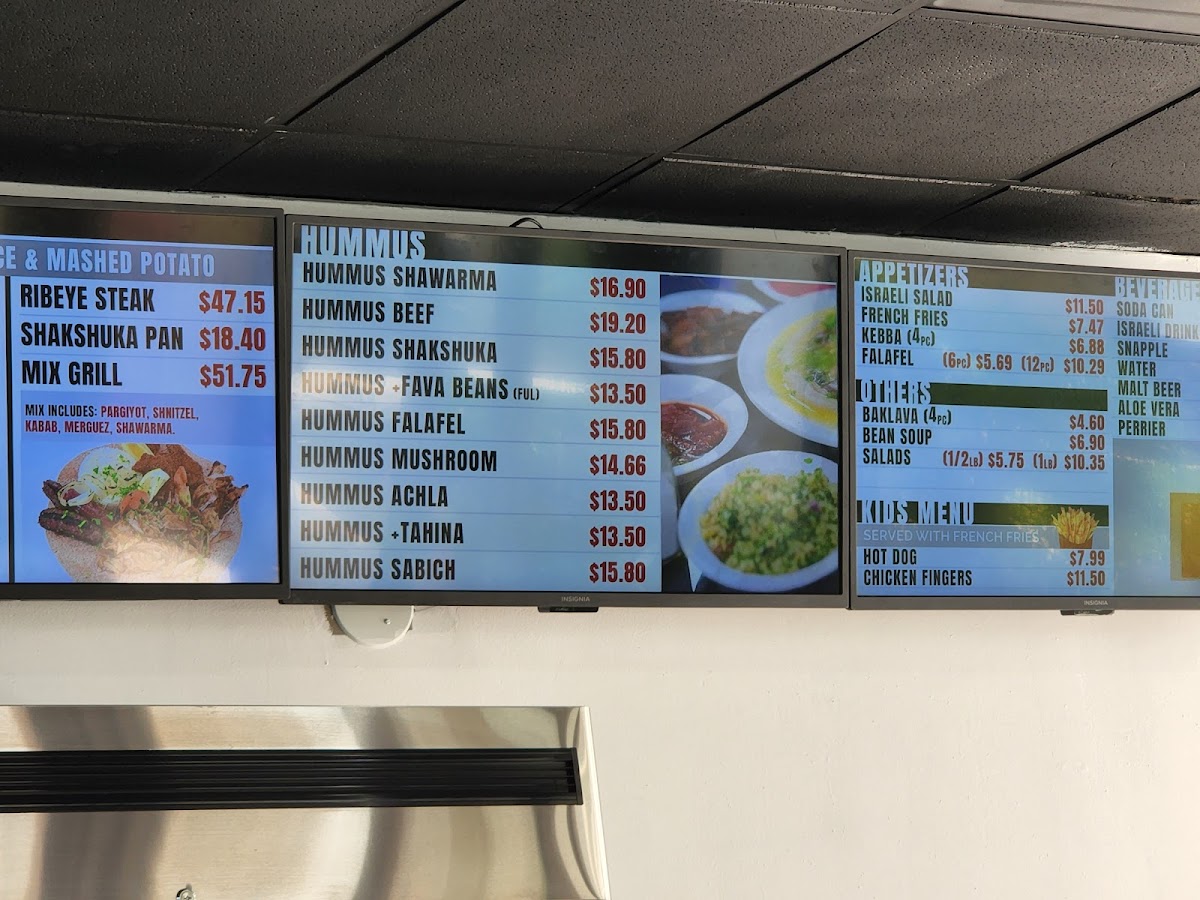 CE & MASHED POTATO
RIBEYE STEAK $47.15
SHAKSHUKA PAN $18.40
MIX GRILL $51.75
MIX INCLUDES: PARGIYOT, SHNITZEL,
KABAB, MERGUEZ, SHAWARMA.
HUMMUS
HUMMUS SHAWARMA $16.90
HUMMUS BEEF $19.20
HUMMUS SHAKSHUKA $15.80
HUMMUS +FAVA BEANS (FUL) $13.50
HUMMUS FALAFEL $15.80
HUMMUS MUSHROOM $14.66
HUMMUS ACHLA $13.50
HUMMUS +TAHINA $13.50
HUMMUS SABICH $15.80
INSIGNIA
APPETIZERS
ISRAELI SALAD $11.50
FRENCH FRIES $7.47
KEBBA (4PC) $6.88
FALAFEL (6PC) $5.69 (12PC) $10.29
OTHERS
BAKLAVA (4PC) $4.60
BEAN SOUP $6.90
SALADS (1/2LB) $5.75 (1LB) $10.35
KIDS MENU
SERVED WITH FRENCH FRIES
HOT DOG $7.99
CHICKEN FINGERS $11.50
BEVERAGE
SODA CAN
ISRAELI DRINK
SNAPPLE
WATER
MALT BEER
ALOE VERA
PERRIER
INSIGNIA